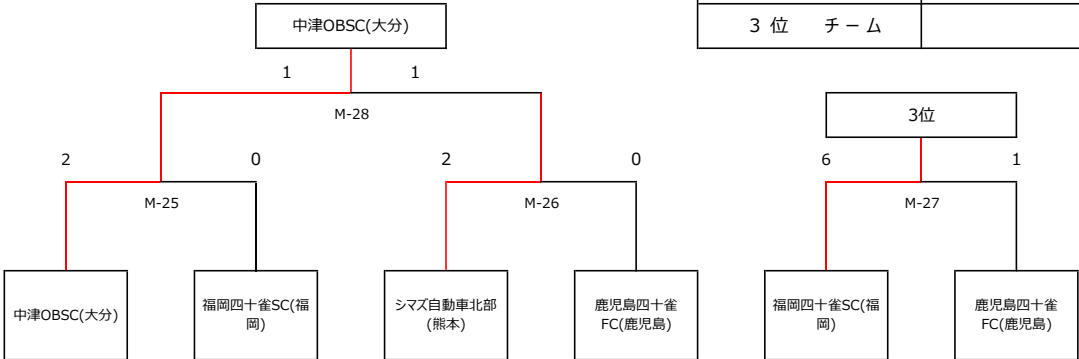 中津OBSC(大分)
3 位 チーム
1
1
M-28
3位
2
0
2
0
6
1
M-25
M-26
M-27
中津OBSC(大分)
福岡四十雀SC(福
岡)
シマズ自動車北部
(熊本)
鹿児島四十雀
FC(鹿児島)
福岡四十雀SC(福
岡)
鹿児島四十雀
FC(鹿児島)